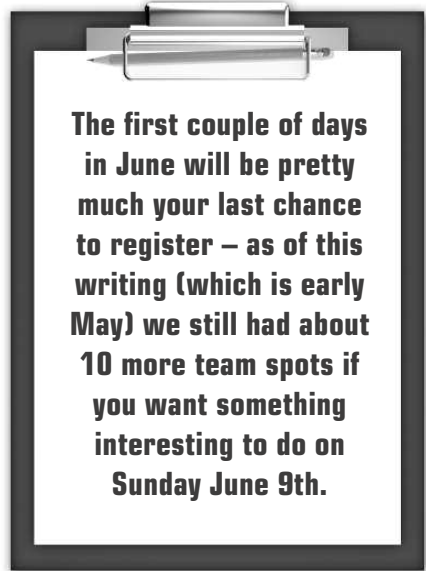 The first couple of days
in June will be pretty
much your last chance
to register – as of this
writing (which is early
May) we still had about
10 more team spots if
you want something
interesting to do on
Sunday June 9th.